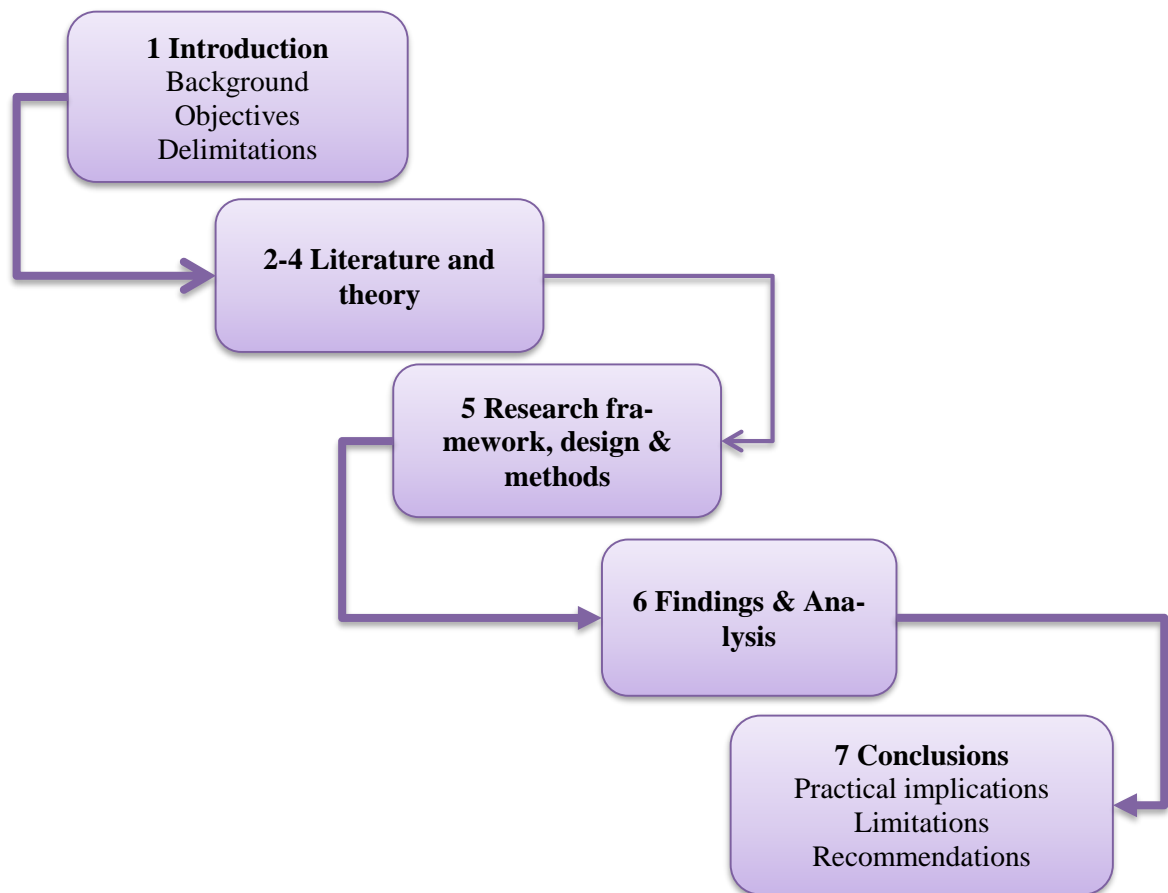 1 Introduction
Background
Objectives
Delimitations
2-4 Literature and
theory
5 Research fra-
mework, design &
methods
6 Findings & Ana-
lysis
7 Conclusions
Practical implications
Limitations
Recommendations